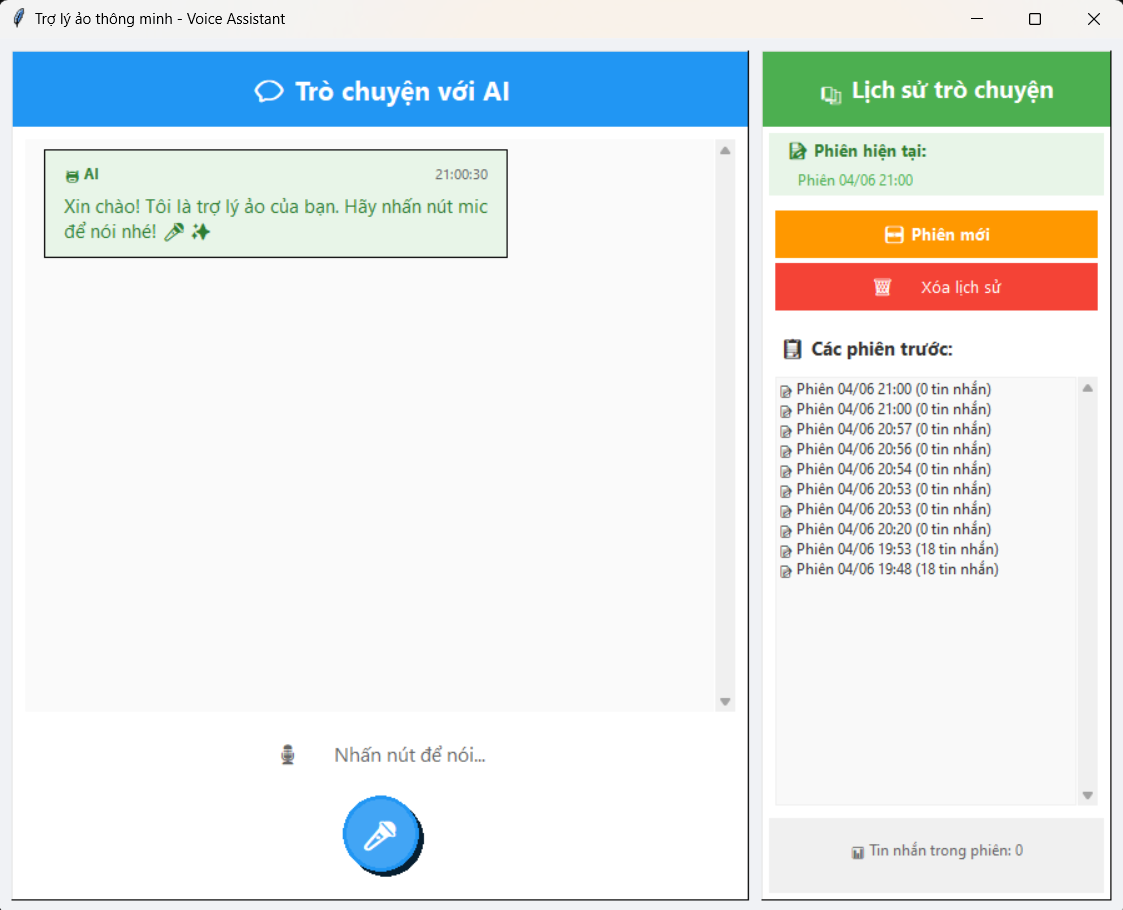 Trợ lý ảo thông minh - Voice Assistant
Trò chuyện với AI
AI
21:00:30
Xin chào! Tôi là trợ lý ảo của bạn. Hãy nhấn nút mic
để nói nhé!
Nhấn nút để nói...
Lịch sử trò chuyện
Phiên hiện tại:
Phiên 04/06 21:00
Phiên mới
Xóa lịch sử
Các phiên trước:
Phiên 04/06 21:00 (0 tin nhắn)
Phiên 04/06 21:00 (0 tin nhắn)
Phiên 04/06 20:57 (0 tin nhắn)
Phiên 04/06 20:56 (0 tin nhắn)
Phiên 04/06 20:54 (0 tin nhắn)
Phiên 04/06 20:53 (0 tin nhắn)
Phiên 04/06 20:53 (0 tin nhắn)
Phiên 04/06 20:20 (0 tin nhắn)
Phiên 04/06 19:53 (18 tin nhắn)
Phiên 04/06 19:48 (18 tin nhắn)
Tin nhắn trong phiên: 0